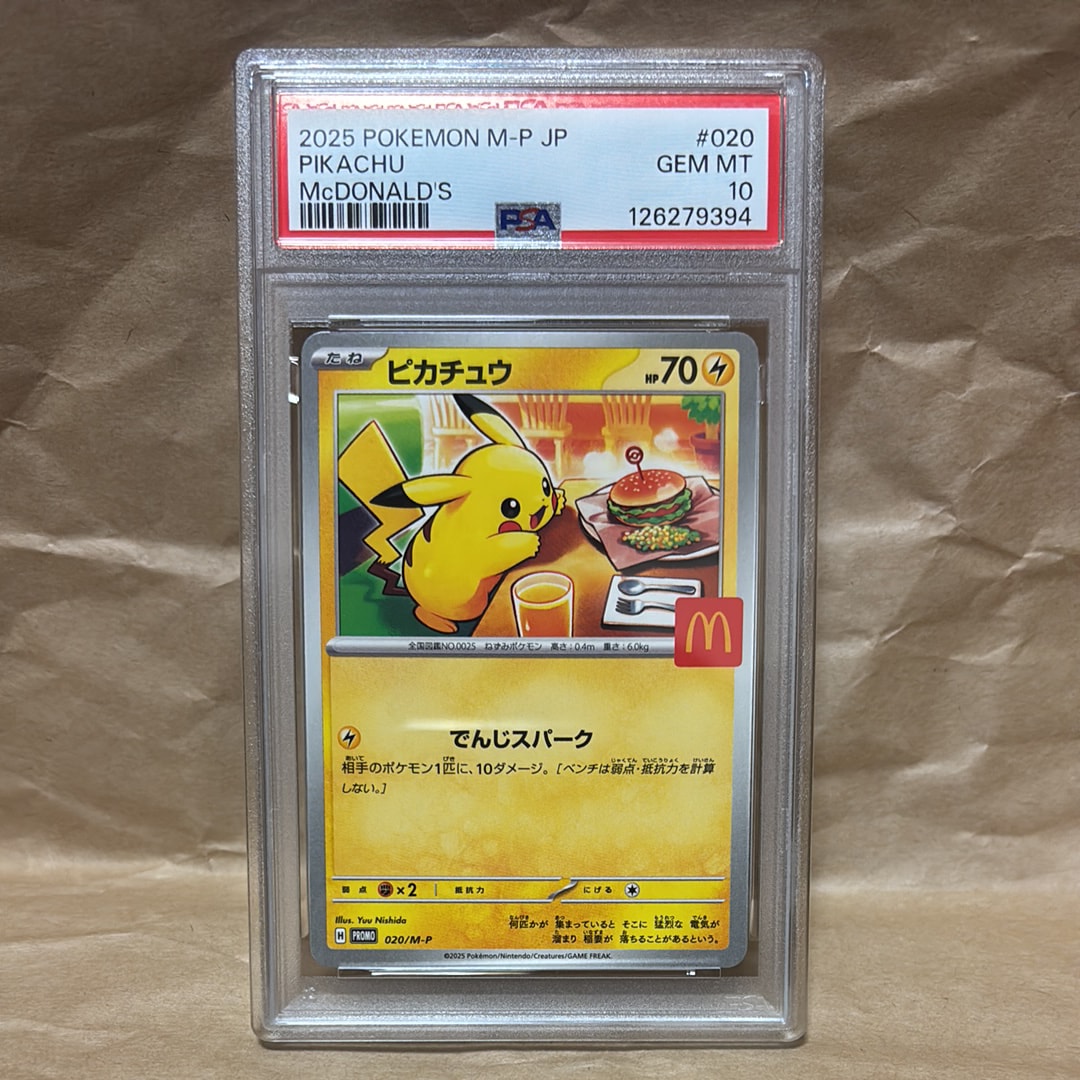 2025 POKEMON M-P JP #020
PIKACHU GEM MT
McDONALD'S 10
PSA 126279394
たね ピカチュウ HP70
全国図鑑NO.0025 ねずみポケモン 高さ:0.4m 重さ:6.0kg
でんじスパーク
相手のポケモン1匹に、10ダメージ。[ベンチは弱点・抵抗力を計算
しない。]
弱点 ×2 抵抗力 にげる
Illus. Yuu Nishida
何匹かが 集まっていると そこに 猛烈な 電気が
溜まり 稲妻が 落ちることがあるという。
H PROMO 020/M-P
©2025 Pokémon/Nintendo/Creatures/GAME FREAK.